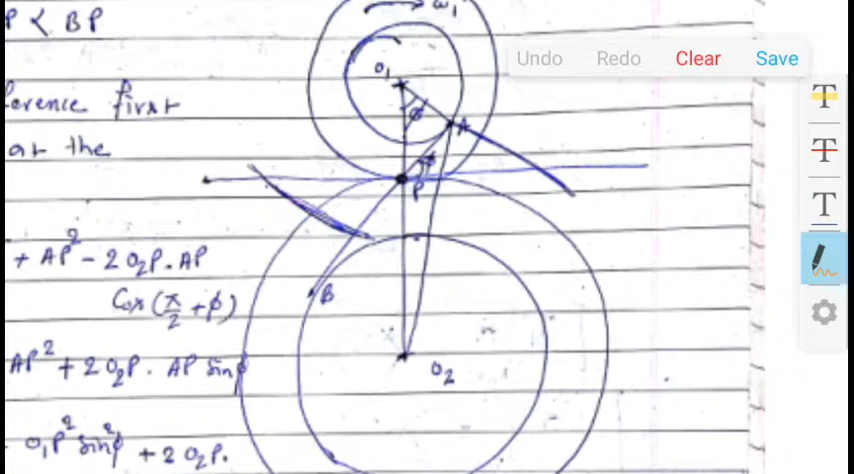 P < BP
ω₁
Undo Redo Clear Save
O₁
erence first
φ
A
T
at the
T
φ
P
T
+ AP² - 2 O₂P. AP
Cos (π/2 + φ)
B
AP² + 2 O₂P. AP sinφ
O₂
O₁P² sin²φ + 2 O₂P.